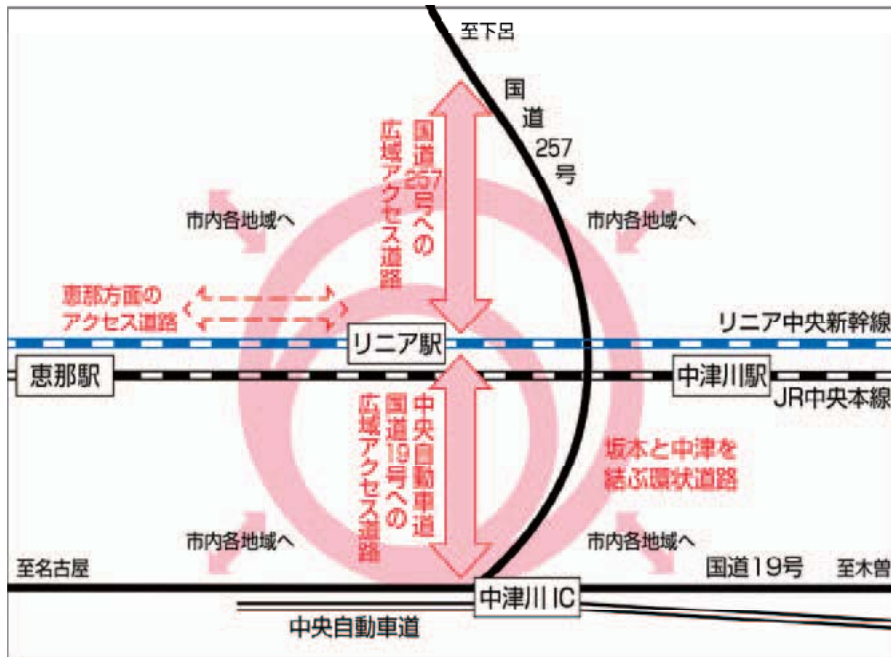 至下呂
国道257号
国道257号への
広域アクセス道路
市内各地域へ
市内各地域へ
恵那方面の
アクセス道路
リニア中央新幹線
リニア駅
恵那駅
中津川駅
JR中央本線
中央自動車道
国道19号への
広域アクセス道路
坂本と中津を
結ぶ環状道路
市内各地域へ
市内各地域へ
至名古屋
国道19号
至木曽
中津川IC
中央自動車道